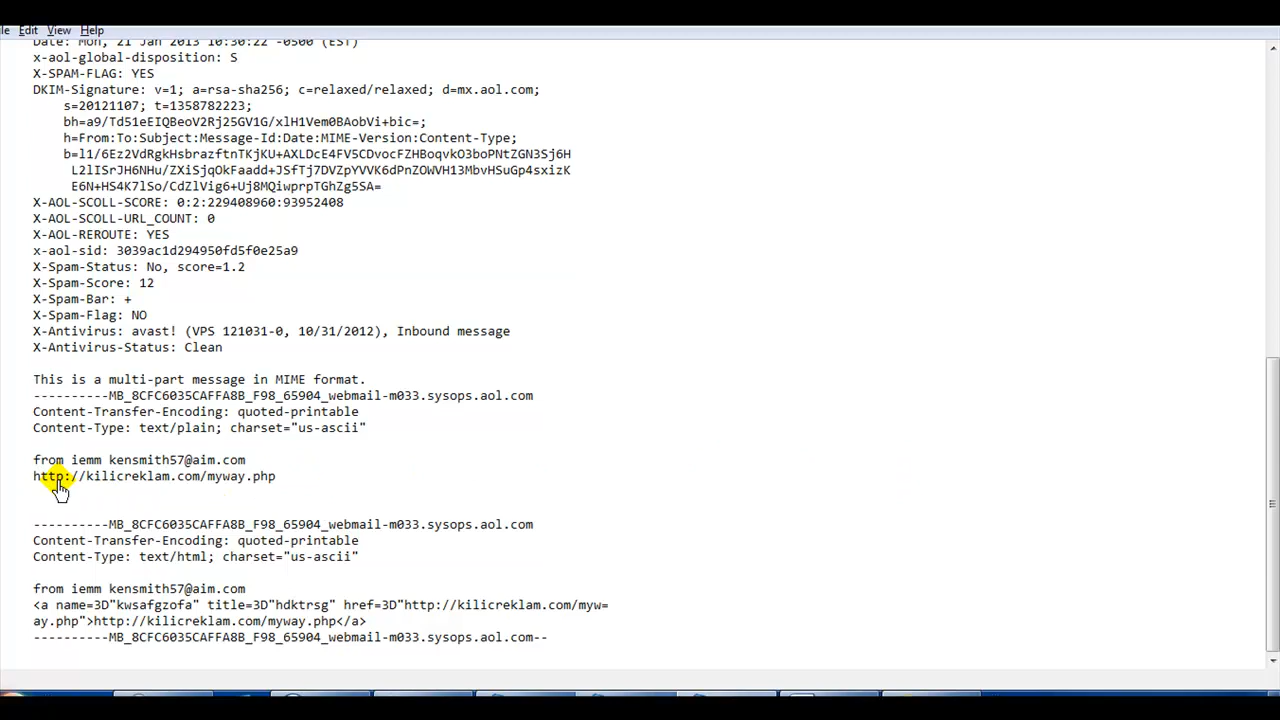 le Edit View Help
Date: Mon, 21 Jan 2013 10:30:22 -0500 (EST)
x-aol-global-disposition: S
X-SPAM-FLAG: YES
DKIM-Signature: v=1; a=rsa-sha256; c=relaxed/relaxed; d=mx.aol.com;
s=20121107; t=1358782223;
bh=a9/Td51eEIQBeoV2Rj25GV1G/xlH1Vem0BAobVi+bic=;
h=From:To:Subject:Message-Id:Date:MIME-Version:Content-Type;
b=l1/6Ez2VdRgkHsbrazftnTKjKU+AXLDcE4FV5CDvocFZHBoqvkO3boPNtZGN3Sj6H
L2lISrJH6NHu/ZXiSjqOkFaadd+JSfTj7DVZpYVVK6dPnZOWVH13MbvHSuGp4sxizK
E6N+HS4K7lSo/CdZlVig6+Uj8MQiwprpTGhZg5SA=
X-AOL-SCOLL-SCORE: 0:2:229408960:93952408
X-AOL-SCOLL-URL_COUNT: 0
X-AOL-REROUTE: YES
x-aol-sid: 3039ac1d294950fd5f0e25a9
X-Spam-Status: No, score=1.2
X-Spam-Score: 12
X-Spam-Bar: +
X-Spam-Flag: NO
X-Antivirus: avast! (VPS 121031-0, 10/31/2012), Inbound message
X-Antivirus-Status: Clean
This is a multi-part message in MIME format.
----------MB_8CFC6035CAFFA8B_F98_65904_webmail-m033.sysops.aol.com
Content-Transfer-Encoding: quoted-printable
Content-Type: text/plain; charset="us-ascii"
from iemm kensmith57@aim.com
http://kilicreklam.com/myway.php
----------MB_8CFC6035CAFFA8B_F98_65904_webmail-m033.sysops.aol.com
Content-Transfer-Encoding: quoted-printable
Content-Type: text/html; charset="us-ascii"
from iemm kensmith57@aim.com
<a name=3D"kwsafgzofa" title=3D"hdktrsg" href=3D"http://kilicreklam.com/myw=
ay.php">http://kilicreklam.com/myway.php</a>
----------MB_8CFC6035CAFFA8B_F98_65904_webmail-m033.sysops.aol.com--